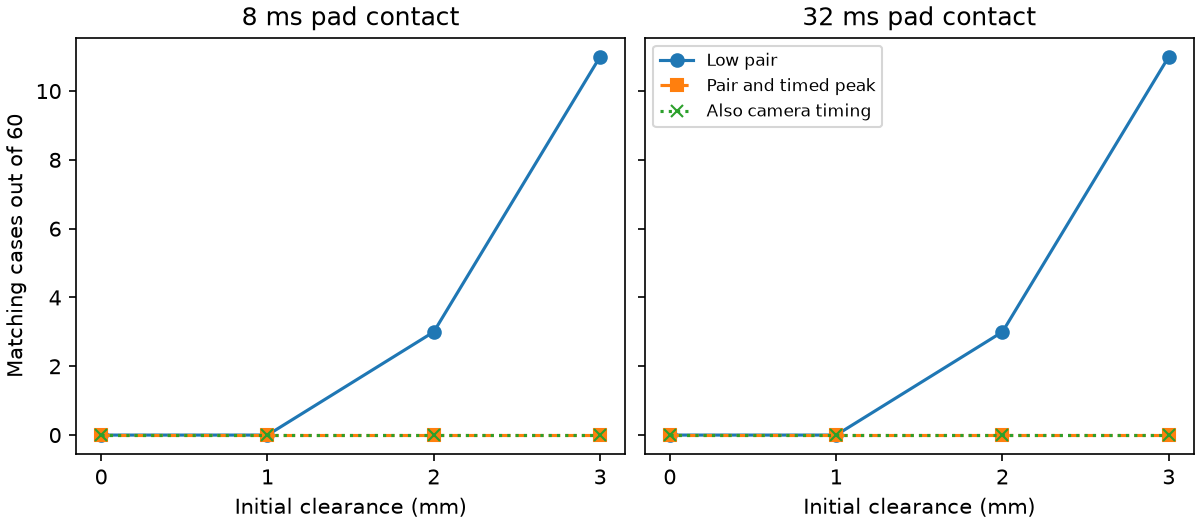 8 ms pad contact
32 ms pad contact
Matching cases out of 60
10
8
6
4
2
0
Low pair
Pair and timed peak
Also camera timing
0 1 2 3
0 1 2 3
Initial clearance (mm)
Initial clearance (mm)